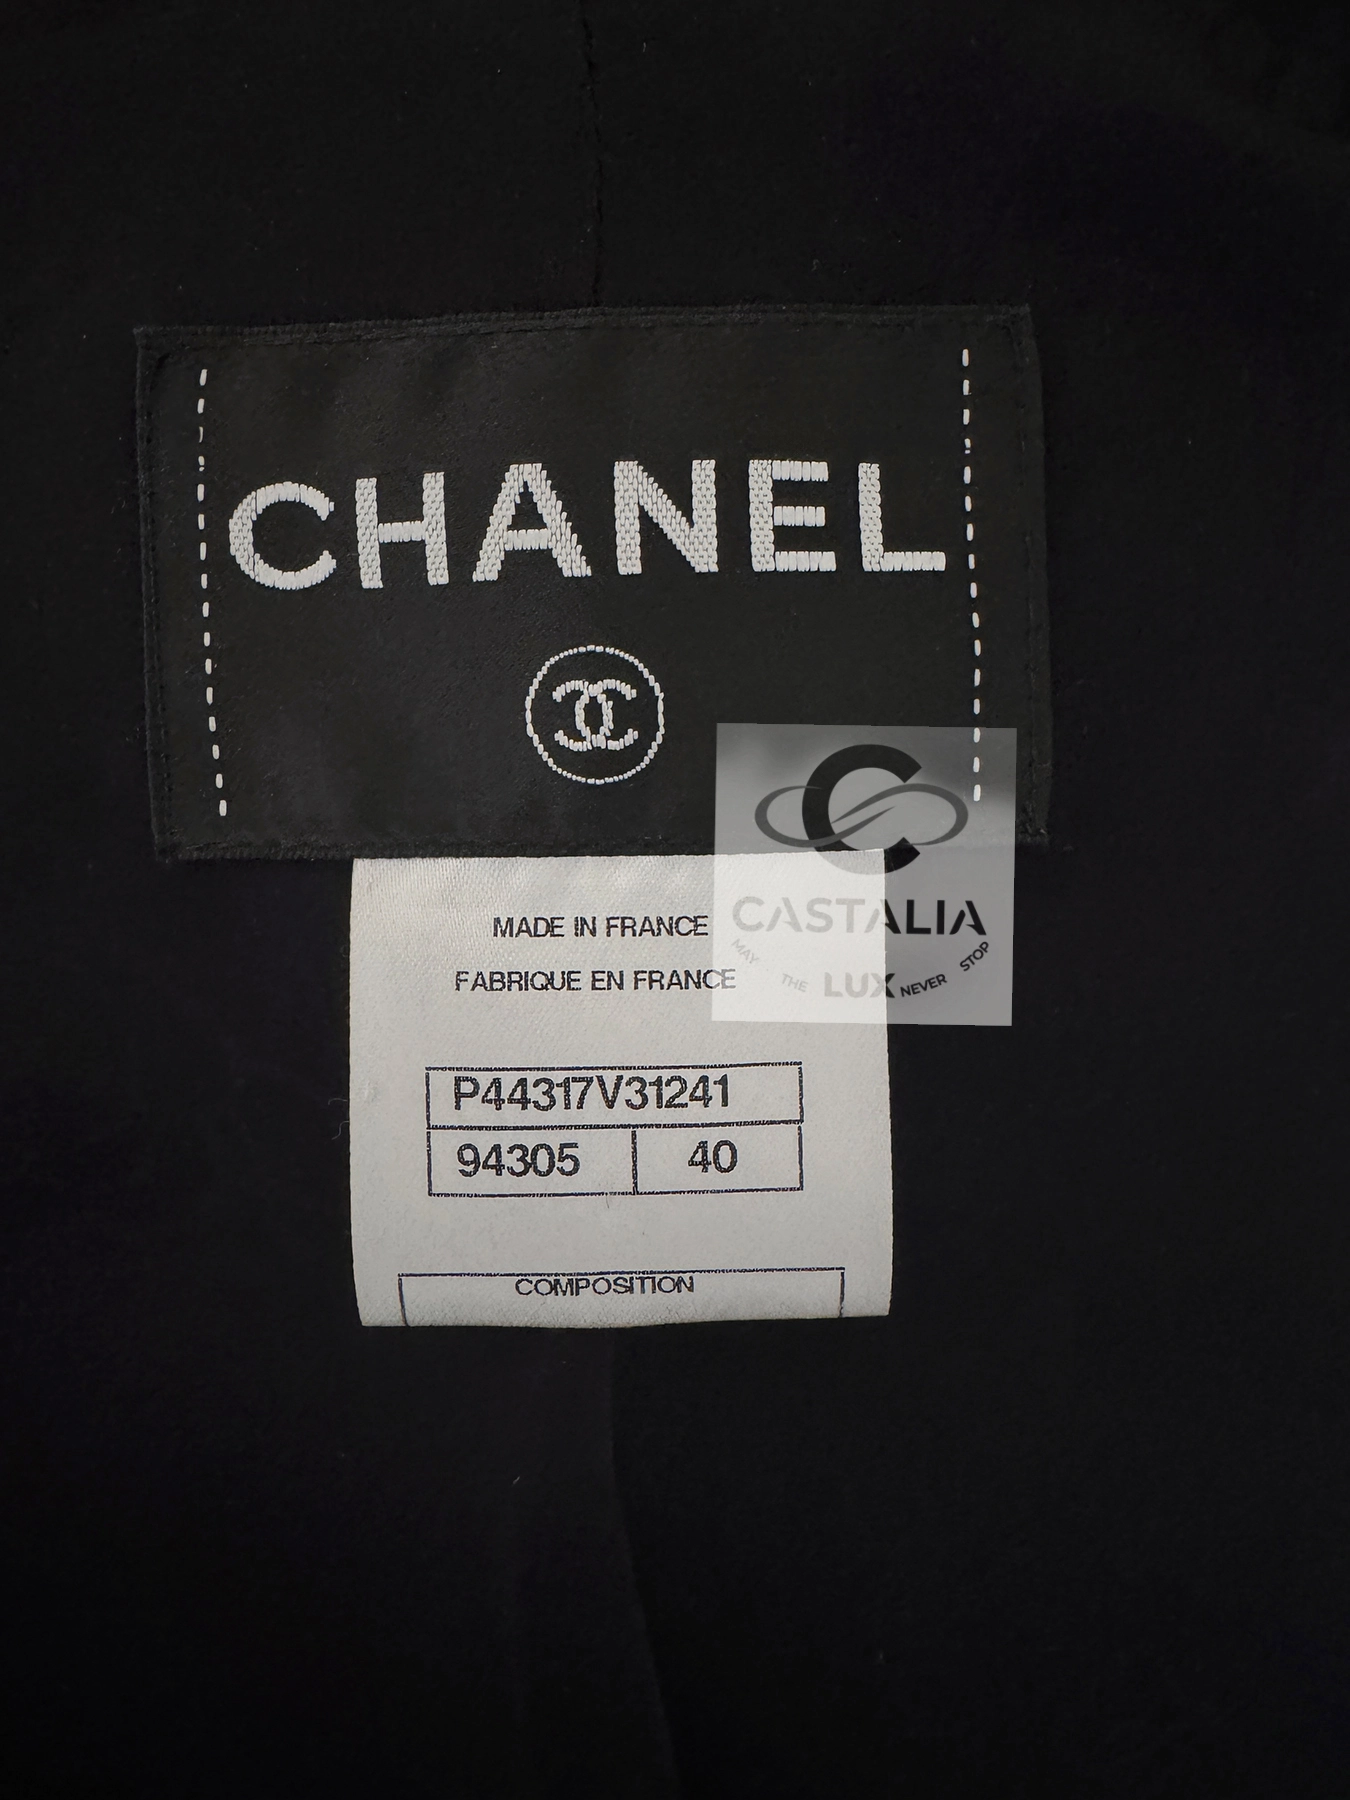 CHANEL
MADE IN FRANCE
FABRIQUE EN FRANCE
P44317V31241
94305 40
COMPOSITION
CASTALIA
MAY THE LUX NEVER STOP